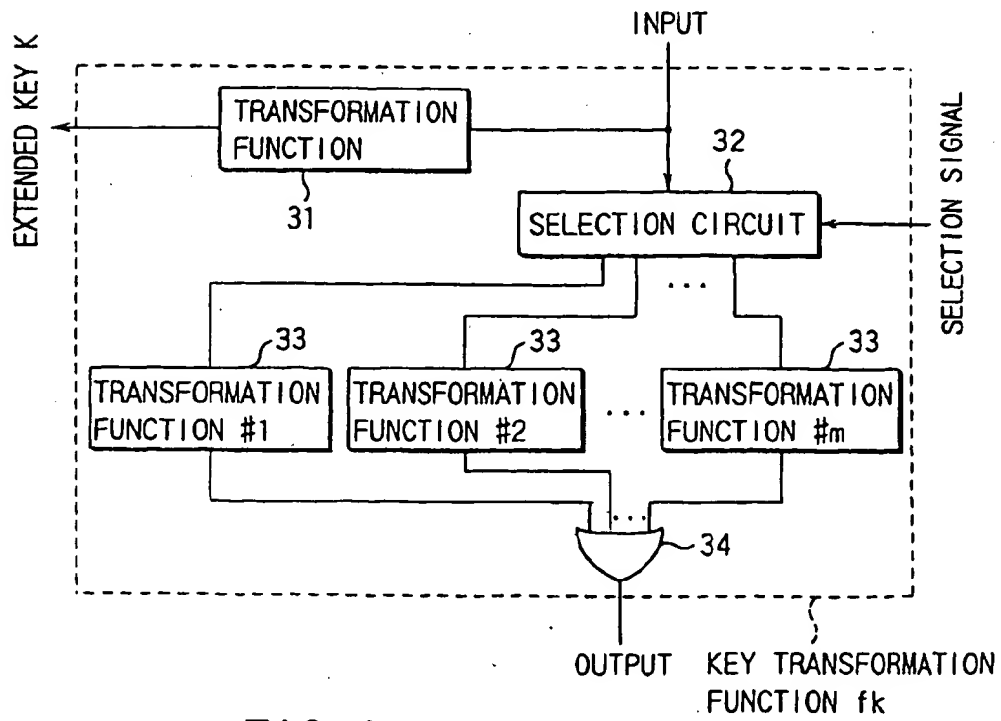 INPUT
EXTENDED KEY K
TRANSFORMATION
FUNCTION
31
32
SELECTION CIRCUIT
SELECTION SIGNAL
...
33
TRANSFORMATION
FUNCTION #1
33
TRANSFORMATION
FUNCTION #2
...
33
TRANSFORMATION
FUNCTION #m
...
34
OUTPUT
KEY TRANSFORMATION
FUNCTION fk